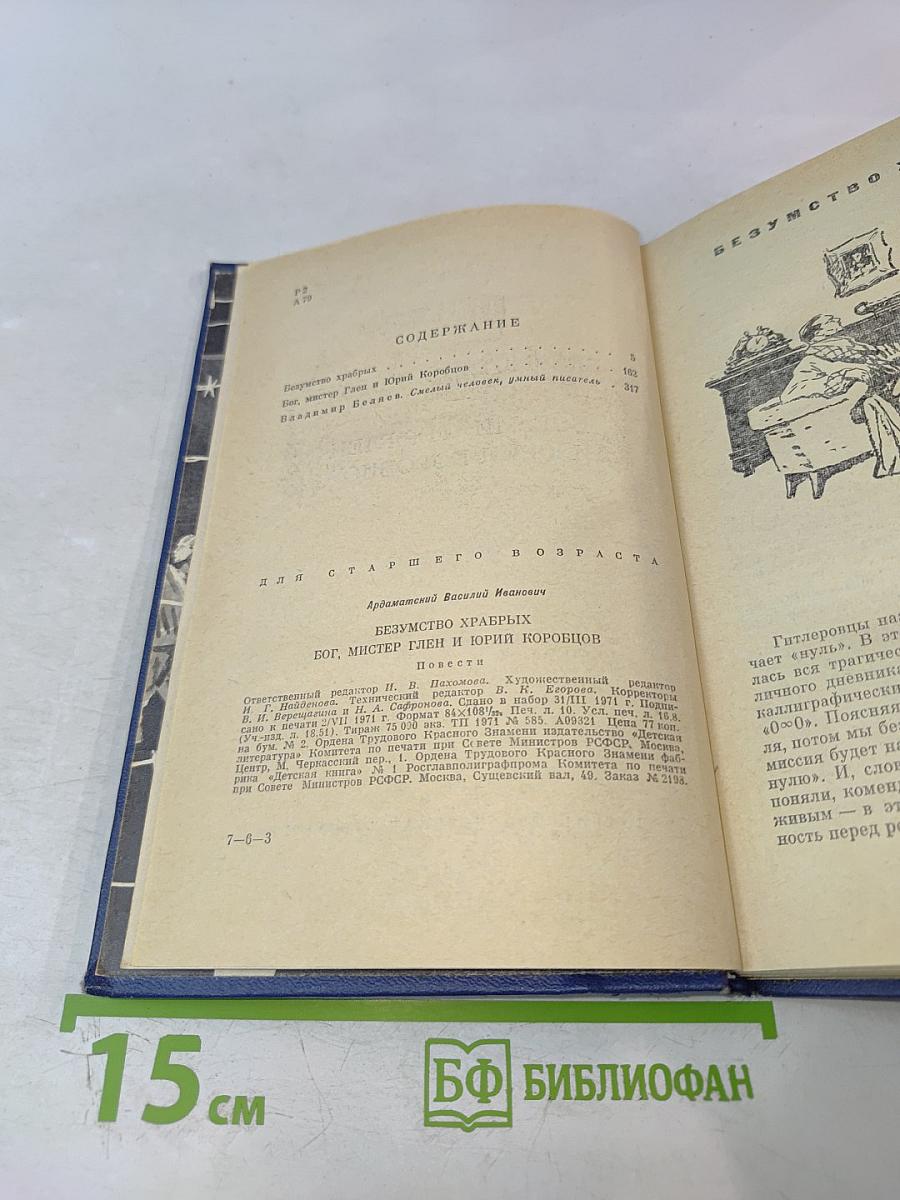 Р2
А 79
СОДЕРЖАНИЕ
Безумство храбрых . . . . . . . . . . . . . . . 5
Бог, мистер Глен и Юрий Коробцов . . . . . . . . . 162
Владимир Беляев. Смелый человек, умный писатель . 317
ДЛЯ СТАРШЕГО ВОЗРАСТА
Ардаматский Василий Иванович
БЕЗУМСТВО ХРАБРЫХ
БОГ, МИСТЕР ГЛЕН И ЮРИЙ КОРОБЦОВ
Повести
Ответственный редактор И. В. Пахомова. Художественный редактор
Н. Г. Найденова. Технический редактор В. К. Егорова. Корректоры
В. И. Верещагина и Н. А. Сафронова. Сдано в набор 31/III 1971 г. Подпи-
сано к печати 2/VII 1971 г. Формат 84×108¹/₃₂. Печ. л. 10. Усл. печ. л. 16,8.
(Уч.-изд. л. 18,51). Тираж 75 000 экз. ТП 1971 № 585. А09321 Цена 77 коп.
на бум. № 2. Ордена Трудового Красного Знамени издательство «Детская
литература» Комитета по печати при Совете Министров РСФСР. Москва,
Центр, М. Черкасский пер., 1. Ордена Трудового Красного Знамени фаб-
рика «Детская книга» № 1 Росглавполиграфпрома Комитета по печати
при Совете Министров РСФСР. Москва, Сущевский вал, 49. Заказ № 2198.
7—6—3
БЕЗУМСТВО
Гитлеровцы наз
чает «нуль». В эт
лась вся трагичес
личного дневника
каллиграфически
«0∞0». Поясняя
ля, потом мы без
миссия будет на
нулю». И, слов
поняли, коменд
живым — в эт
ность перед ре
15 см
БФ БИБЛИОФАН